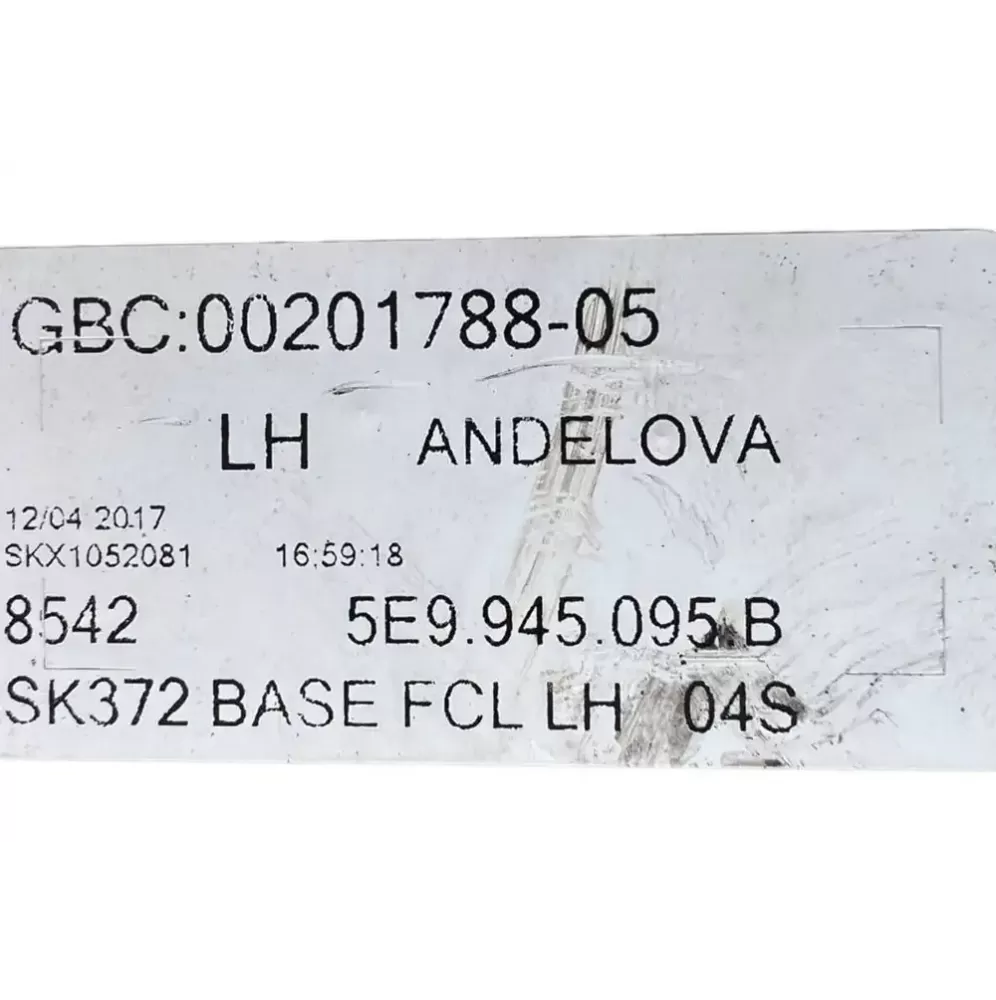 GBC:00201788-05
LH ANDELOVA
12/04 2017
SKX1052081 16:59:18
8542 5E9.945.095.B
SK372 BASE FCL LH 04S